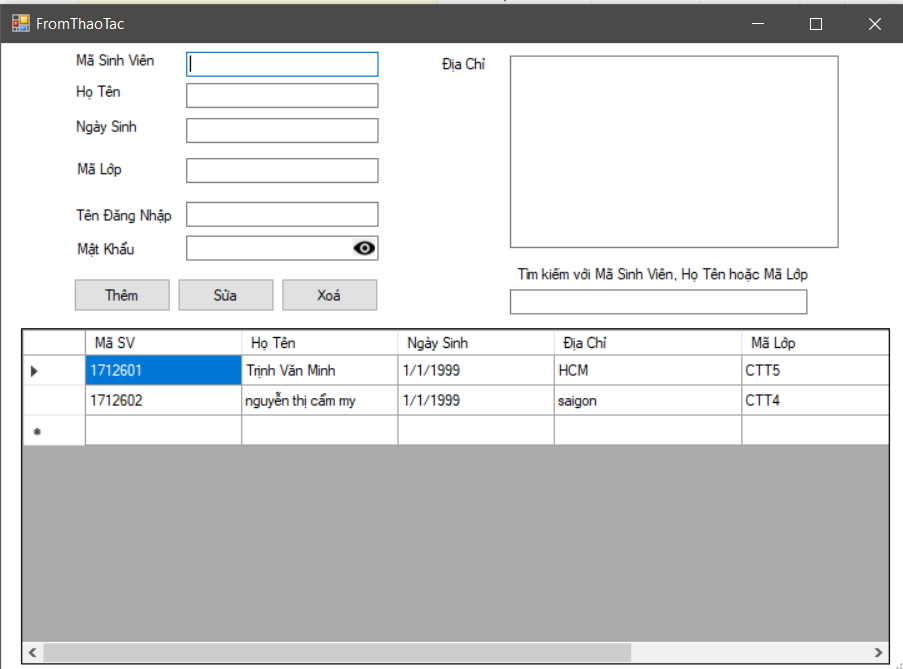 FromThaoTac
Mã Sinh Viên
Địa Chỉ
Họ Tên
Ngày Sinh
Mã Lớp
Tên Đăng Nhập
Mật Khẩu
Tìm kiếm với Mã Sinh Viên, Họ Tên hoặc Mã Lớp
Thêm Sửa Xoá
Mã SV Họ Tên Ngày Sinh Địa Chỉ Mã Lớp
1712601 Trịnh Văn Minh 1/1/1999 HCM CTT5
1712602 nguyễn thị cẩm my 1/1/1999 saigon CTT4